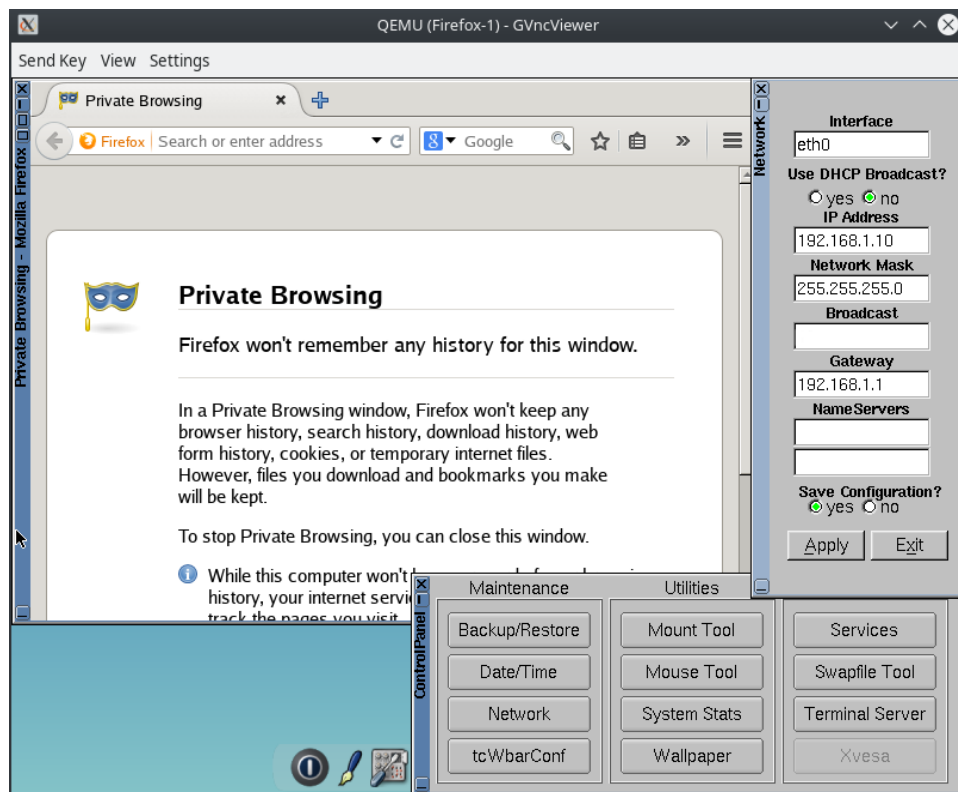 QEMU (Firefox-1) - GVncViewer
Send Key View Settings
Private Browsing - Mozilla Firefox
Private Browsing
Firefox
Search or enter address
Google
Private Browsing
Firefox won't remember any history for this window.
In a Private Browsing window, Firefox won't keep any
browser history, search history, download history, web
form history, cookies, or temporary internet files.
However, files you download and bookmarks you make
will be kept.
To stop Private Browsing, you can close this window.
While this computer won't
history, your internet servi
track the pages you visit
Network
Interface
eth0
Use DHCP Broadcast?
yes no
IP Address
192.168.1.10
Network Mask
255.255.255.0
Broadcast
Gateway
192.168.1.1
NameServers
Save Configuration?
yes no
Apply Exit
ControlPanel
Maintenance Utilities
Backup/Restore Mount Tool Services
Date/Time Mouse Tool Swapfile Tool
Network System Stats Terminal Server
tcWbarConf Wallpaper Xvesa